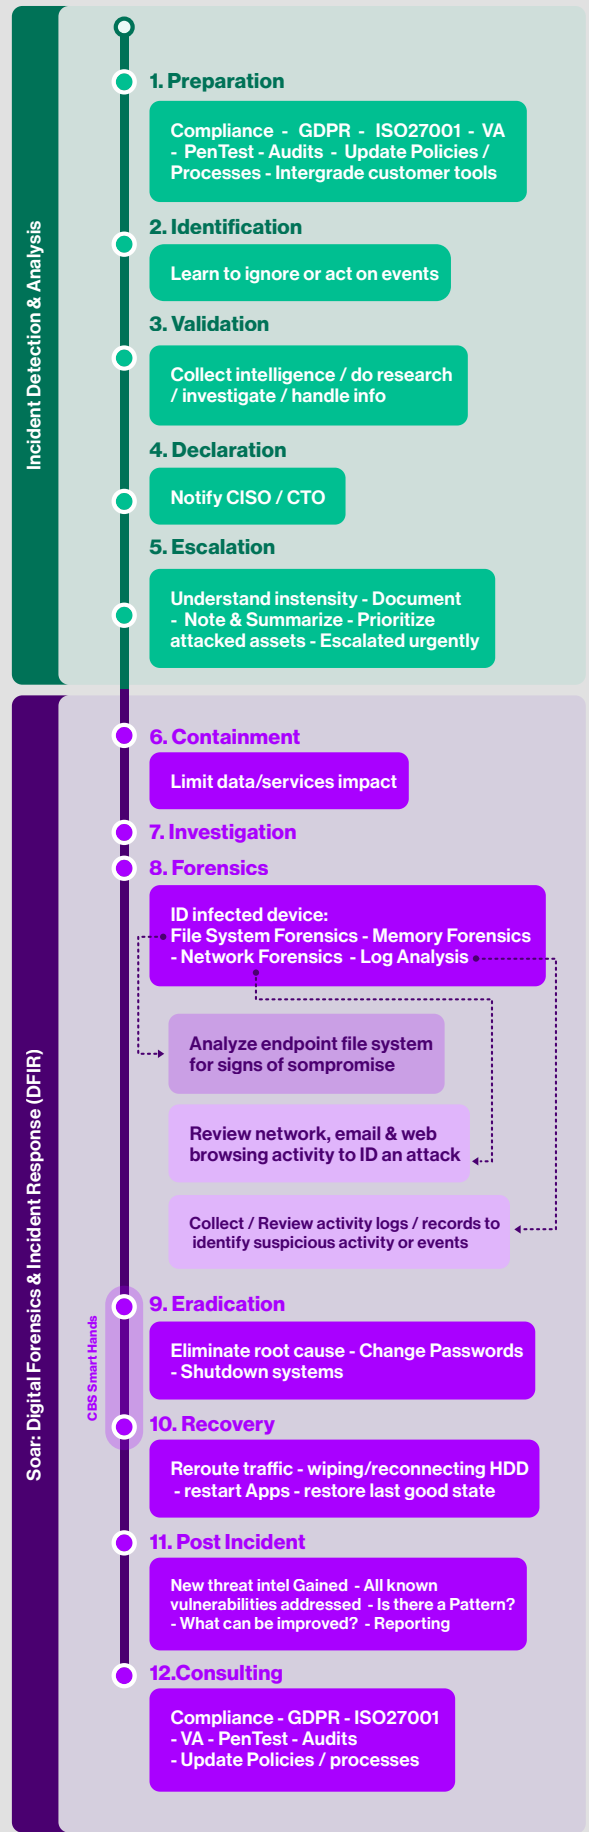 Incident Detection & Analysis
1. Preparation
Compliance - GDPR - ISO27001 - VA
- PenTest - Audits - Update Policies /
Processes - Intergrade customer tools
2. Identification
Learn to ignore or act on events
3. Validation
Collect intelligence / do research
/ investigate / handle info
4. Declaration
Notify CISO / CTO
5. Escalation
Understand instensity - Document
- Note & Summarize - Prioritize
attacked assets - Escalated urgently
Soar: Digital Forensics & Incident Response (DFIR)
6. Containment
Limit data/services impact
7. Investigation
8. Forensics
ID infected device:
File System Forensics - Memory Forensics
- Network Forensics - Log Analysis
Analyze endpoint file system
for signs of sompromise
Review network, email & web
browsing activity to ID an attack
Collect / Review activity logs / records to
identify suspicious activity or events
CBS Smart Hands
9. Eradication
Eliminate root cause - Change Passwords
- Shutdown systems
10. Recovery
Reroute traffic - wiping/reconnecting HDD
- restart Apps - restore last good state
11. Post Incident
New threat intel Gained - All known
vulnerabilities addressed - Is there a Pattern?
- What can be improved? - Reporting
12.Consulting
Compliance - GDPR - ISO27001
- VA - PenTest - Audits
- Update Policies / processes